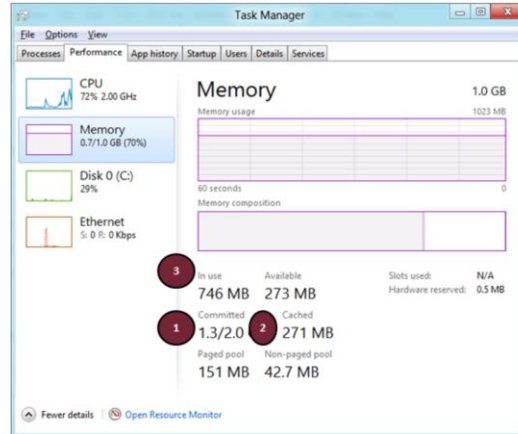 Task Manager
File Options View
Processes Performance App history Startup Users Details Services
CPU
72% 2.00 GHz
Memory
0.7/1.0 GB (70%)
Disk 0 (C:)
29%
Ethernet
S: 0 R: 0 Kbps
Memory 1.0 GB
Memory usage 1023 MB
60 seconds 0
Memory composition
3
In use Available Slots used: N/A
746 MB 273 MB Hardware reserved: 0.5 MB
1 Committed 2 Cached
1.3/2.0 271 MB
Paged pool Non-paged pool
151 MB 42.7 MB
Fewer details Open Resource Monitor